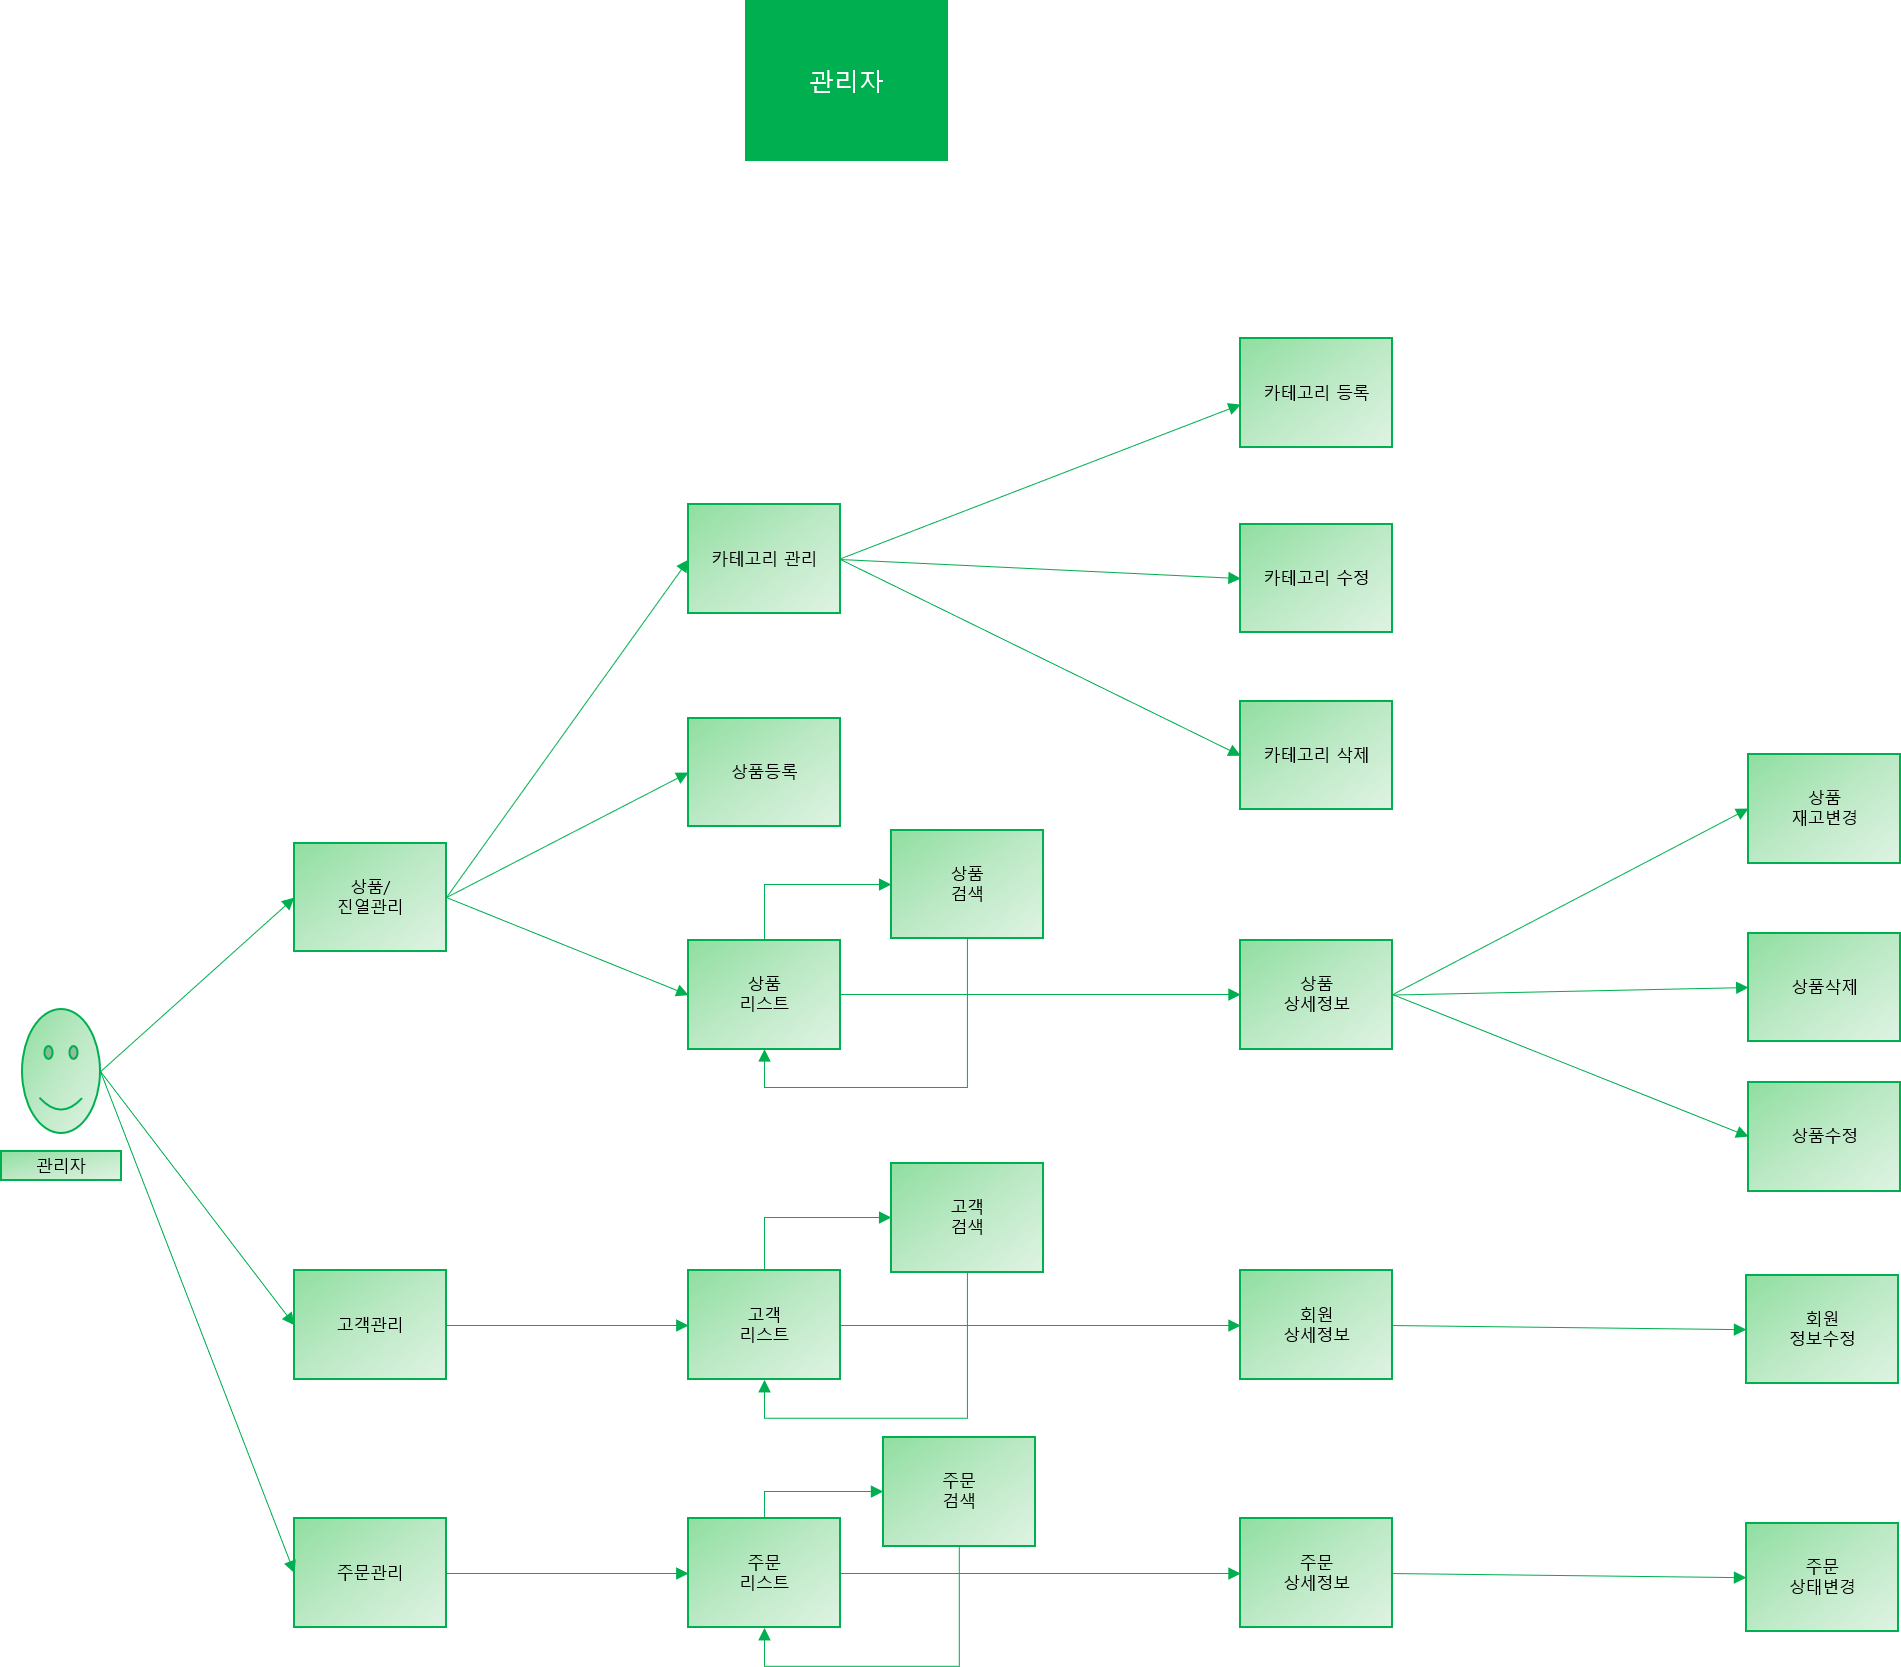 관리자
카테고리 등록
카테고리 관리
카테고리 수정
카테고리 삭제
상품등록
상품
재고변경
상품/
진열관리
상품
검색
상품
리스트
상품
상세정보
상품삭제
상품수정
관리자
고객
검색
고객관리
고객
리스트
회원
상세정보
회원
정보수정
주문
검색
주문관리
주문
리스트
주문
상세정보
주문
상태변경